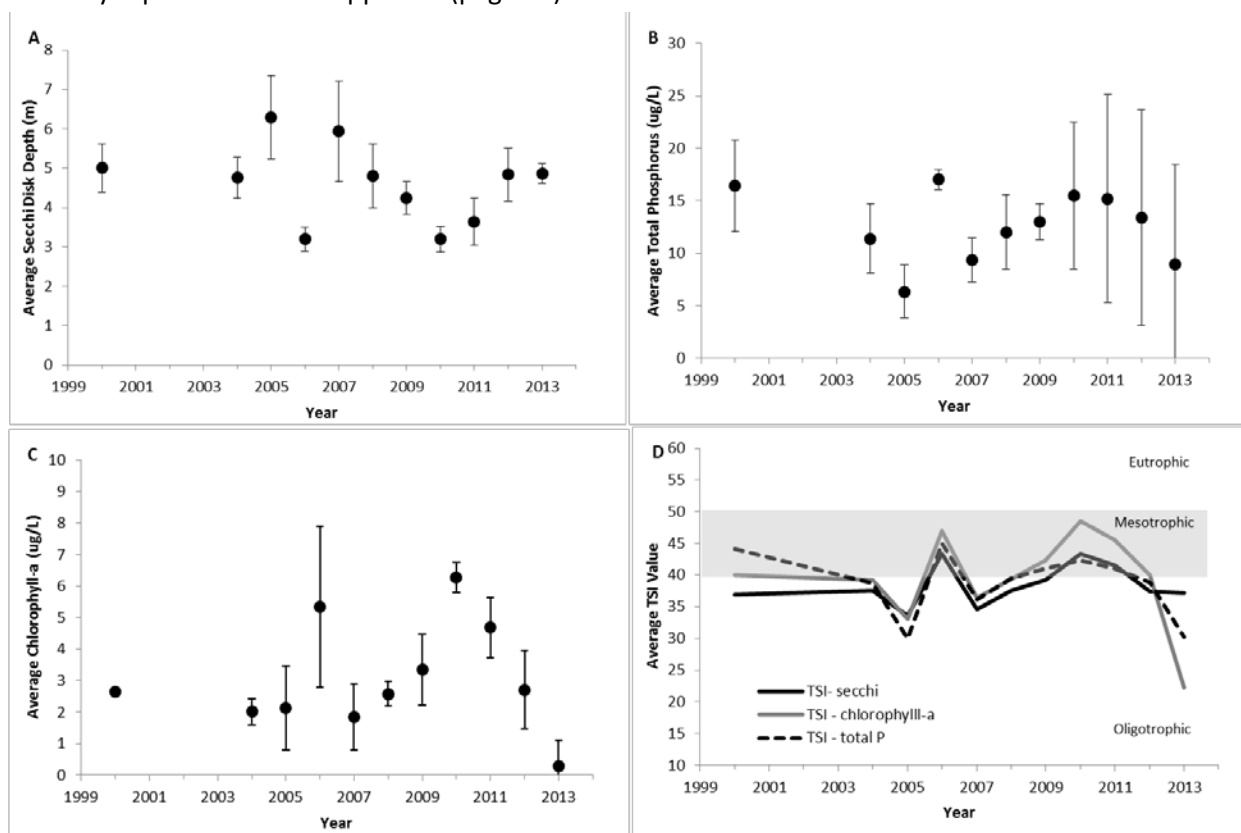 A
8
7
6
5
4
3
2
1
0
Average Secchi Disk Depth (m)
1999 2001 2003 2005 2007 2009 2011 2013
Year
B
30
25
20
15
10
5
0
Average Total Phosphorus (ug/L)
1999 2001 2003 2005 2007 2009 2011 2013
Year
C
10
9
8
7
6
5
4
3
2
1
0
Average Chlorophyll-a (ug/L)
1999 2001 2003 2005 2007 2009 2011 2013
Year
D
60
55
50
45
40
35
30
25
20
15
10
Average TSI Value
Eutrophic
Mesotrophic
Oligotrophic
TSI- secchi
TSI - chlorophylll-a
TSI - total P
1999 2001 2003 2005 2007 2009 2011 2013
Year